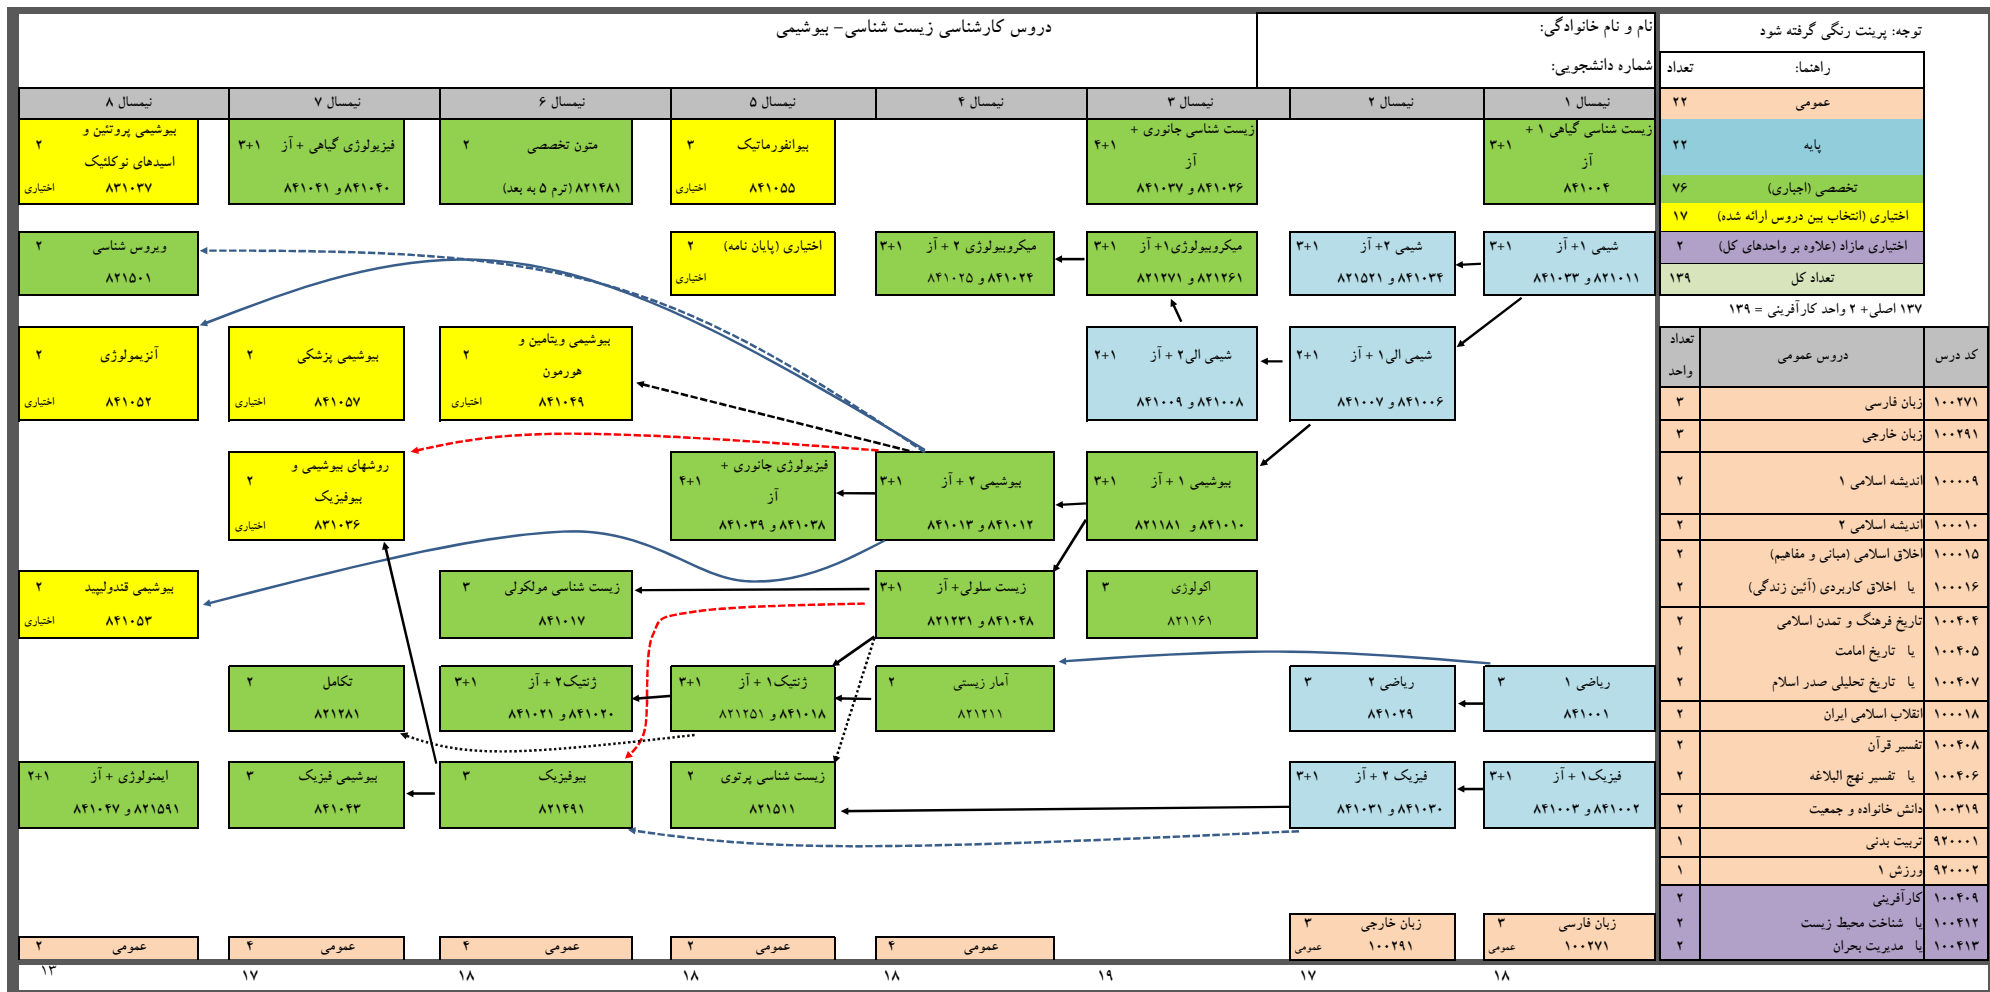 دروس کارشناسی زیست شناسی- بیوشیمی
نام و نام خانوادگی:
شماره دانشجویی:
توجه: پرینت رنگی گرفته شود
راهنما: تعداد
عمومی ۲۲
پایه ۲۲
تخصصی (اجباری) ۷۶
اختیاری (انتخاب بین دروس ارائه شده) ۱۷
اختیاری مازاد (علاوه بر واحدهای کل) ۲
تعداد کل ۱۳۹
۱۳۷ اصلی+ ۲ واحد کارآفرینی = ۱۳۹
نیمسال ۱ نیمسال ۲ نیمسال ۳ نیمسال ۴ نیمسال ۵ نیمسال ۶ نیمسال ۷ نیمسال ۸
زیست شناسی گیاهی ۱ +
آز ۳+۱
۸۴۱۰۰۴
زیست شناسی جانوری +
آز ۴+۱
۸۴۱۰۳۶ و ۸۴۱۰۳۷
بیوانفورماتیک ۳
۸۴۱۰۵۵ اختیاری
متون تخصصی ۲
۸۲۱۴۸۱ (ترم ۵ به بعد)
فیزیولوژی گیاهی + آز ۳+۱
۸۴۱۰۴۰ و ۸۴۱۰۴۱
بیوشیمی پروتئین و
اسیدهای نوکلئیک ۲
۸۳۱۰۳۷ اختیاری
شیمی ۱+ آز ۳+۱
۸۲۱۰۱۱ و ۸۴۱۰۳۳
شیمی ۲+ آز ۳+۱
۸۴۱۰۳۴ و ۸۲۱۵۲۱
میکروبیولوژی۱+ آز ۳+۱
۸۲۱۲۶۱ و ۸۲۱۲۷۱
میکروبیولوژی ۲ + آز ۳+۱
۸۴۱۰۲۴ و ۸۴۱۰۲۵
اختیاری (پایان نامه) ۲
اختیاری
ویروس شناسی ۲
۸۲۱۵۰۱
شیمی الی۱ + آز ۲+۱
۸۴۱۰۰۶ و ۸۴۱۰۰۷
شیمی الی۲ + آز ۲+۱
۸۴۱۰۰۸ و ۸۴۱۰۰۹
بیوشیمی ویتامین و
هورمون ۲
۸۴۱۰۴۹ اختیاری
بیوشیمی پزشکی ۲
۸۴۱۰۵۷ اختیاری
آنزیمولوژی ۲
۸۴۱۰۵۲ اختیاری
بیوشیمی ۱ + آز ۳+۱
۸۴۱۰۱۰ و ۸۲۱۱۸۱
بیوشیمی ۲ + آز ۳+۱
۸۴۱۰۱۲ و ۸۴۱۰۱۳
فیزیولوژی جانوری +
آز ۴+۱
۸۴۱۰۳۸ و ۸۴۱۰۳۹
روشهای بیوشیمی و
بیوفیزیک ۲
۸۳۱۰۳۶ اختیاری
اکولوژی ۳
۸۲۱۱۶۱
زیست سلولی+ آز ۳+۱
۸۴۱۰۴۸ و ۸۲۱۲۳۱
زیست شناسی مولکولی ۳
۸۴۱۰۱۷
بیوشیمی قندولیپید ۲
۸۴۱۰۵۳ اختیاری
ریاضی ۱ ۳
۸۴۱۰۰۱
ریاضی ۲ ۳
۸۴۱۰۲۹
آمار زیستی ۲
۸۲۱۲۱۱
ژنتیک۱ + آز ۳+۱
۸۴۱۰۱۸ و ۸۲۱۲۵۱
ژنتیک۲ + آز ۳+۱
۸۴۱۰۲۰ و ۸۴۱۰۲۱
تکامل ۲
۸۲۱۲۸۱
فیزیک۱ + آز ۳+۱
۸۴۱۰۰۲ و ۸۴۱۰۰۳
فیزیک ۲ + آز ۳+۱
۸۴۱۰۳۰ و ۸۴۱۰۳۱
زیست شناسی پرتوی ۲
۸۲۱۵۱۱
بیوفیزیک ۳
۸۲۱۴۹۱
بیوشیمی فیزیک ۳
۸۴۱۰۴۳
ایمنولوژی + آز ۲+۱
۸۲۱۵۹۱ و ۸۴۱۰۴۷
زبان فارسی ۳
۱۰۰۲۷۱ عمومی
زبان خارجی ۳
۱۰۰۲۹۱ عمومی
عمومی ۴
عمومی ۲
عمومی ۴
عمومی ۴
عمومی ۲
۱۸ ۱۷ ۱۹ ۱۸ ۱۸ ۱۸ ۱۷ ۱۳
کد درس دروس عمومی تعداد
واحد
۱۰۰۲۷۱ زبان فارسی ۳
۱۰۰۲۹۱ زبان خارجی ۳
۱۰۰۰۰۹ اندیشه اسلامی ۱ ۲
۱۰۰۰۱۰ اندیشه اسلامی ۲ ۲
۱۰۰۰۱۵ اخلاق اسلامی (مبانی و مفاهیم) ۲
۱۰۰۰۱۶ یا اخلاق کاربردی (آئین زندگی) ۲
۱۰۰۴۰۴ تاریخ فرهنگ و تمدن اسلامی ۲
۱۰۰۴۰۵ یا تاریخ امامت ۲
۱۰۰۴۰۷ یا تاریخ تحلیلی صدر اسلام ۲
۱۰۰۰۱۸ انقلاب اسلامی ایران ۲
۱۰۰۴۰۸ تفسیر قرآن ۲
۱۰۰۴۰۶ یا تفسیر نهج البلاغه ۲
۱۰۰۳۱۹ دانش خانواده و جمعیت ۲
۹۲۰۰۰۱ تربیت بدنی ۱
۹۲۰۰۰۲ ورزش ۱ ۱
۱۰۰۴۰۹ کارآفرینی ۲
۱۰۰۴۱۲ یا شناخت محیط زیست ۲
۱۰۰۴۱۳ یا مدیریت بحران ۲